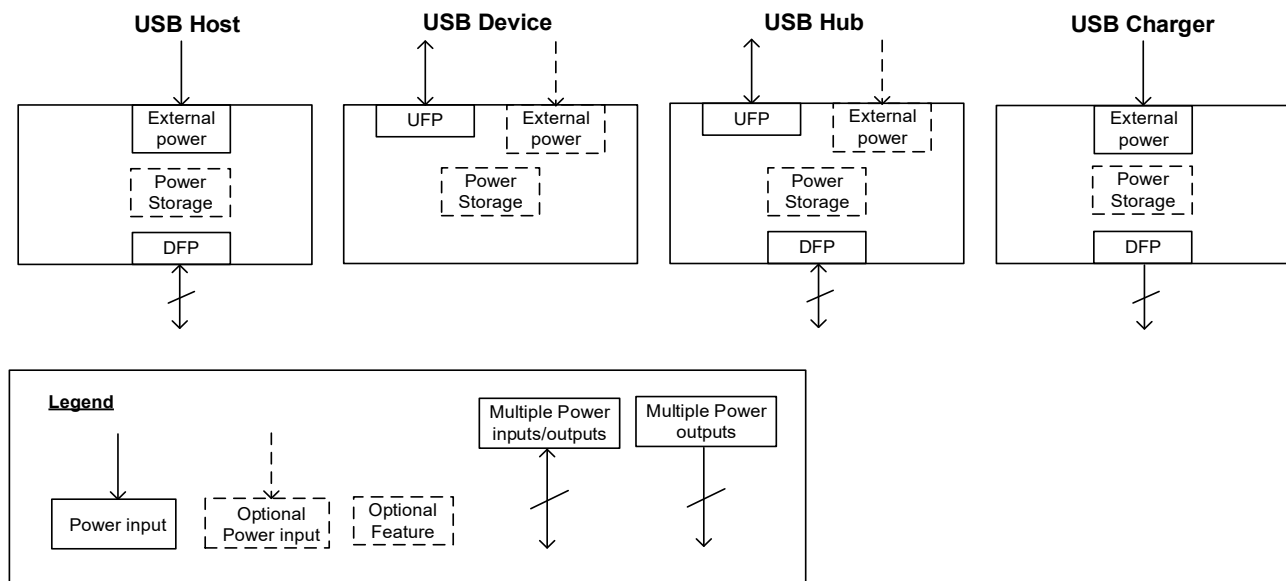 USB Host
USB Device
USB Hub
USB Charger
External
power
Power
Storage
DFP
UFP
External
power
Power
Storage
UFP
External
power
Power
Storage
DFP
External
power
Power
Storage
DFP
Legend
Power input
Optional
Power input
Optional
Feature
Multiple Power
inputs/outputs
Multiple Power
outputs